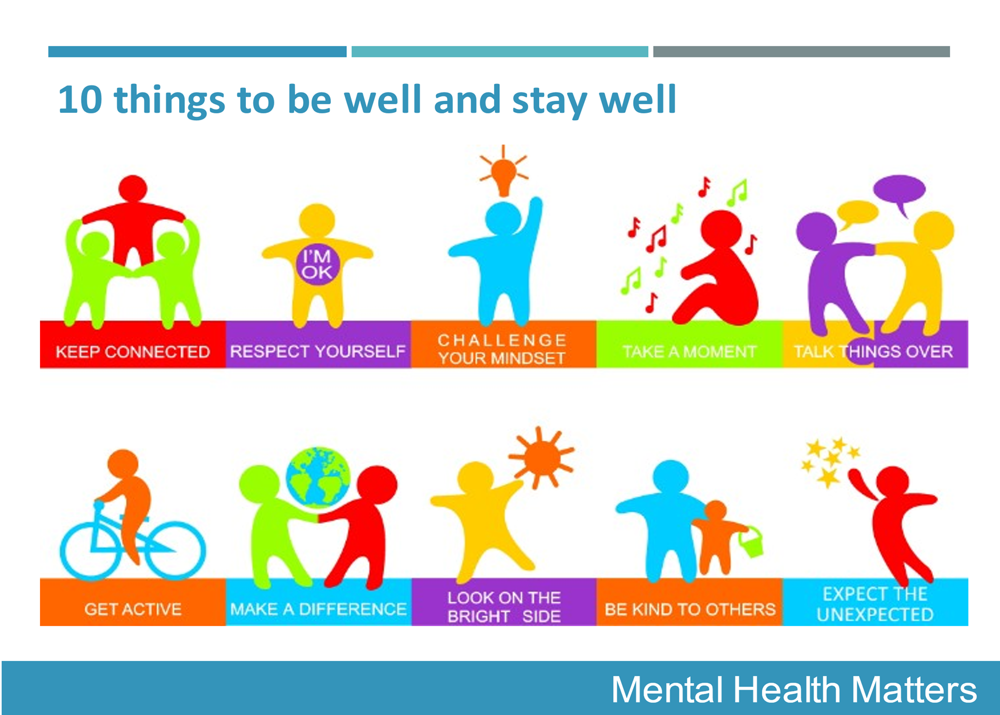 10 things to be well and stay well
I'M
OK
KEEP CONNECTED
RESPECT YOURSELF
CHALLENGE
YOUR MINDSET
TAKE A MOMENT
TALK THINGS OVER
GET ACTIVE
MAKE A DIFFERENCE
LOOK ON THE
BRIGHT SIDE
BE KIND TO OTHERS
EXPECT THE
UNEXPECTED
Mental Health Matters